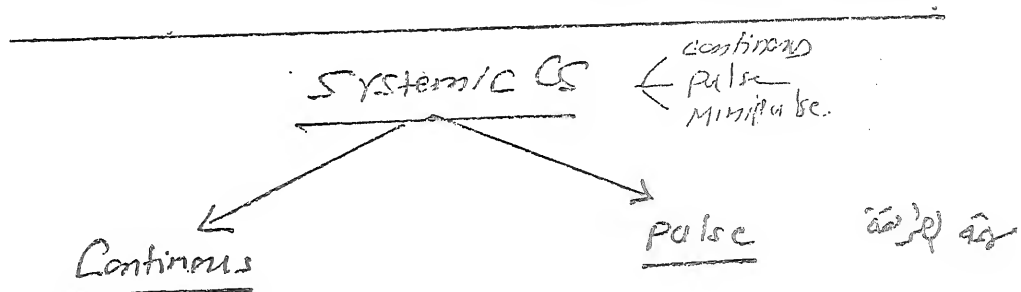 Systemic CS
continous
pulse
Minipulse.
Continous
pulse